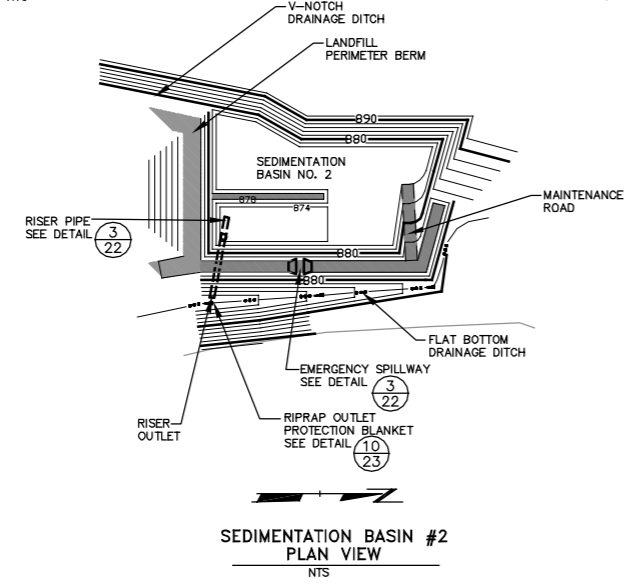 V-NOTCH
DRAINAGE DITCH
LANDFILL
PERIMETER BERM
890
880
SEDIMENTATION
BASIN NO. 2
878
874
MAINTENANCE
ROAD
RISER PIPE
SEE DETAIL
3
22
880
880
FLAT BOTTOM
DRAINAGE DITCH
EMERGENCY SPILLWAY
SEE DETAIL
3
22
RISER
OUTLET
RIPRAP OUTLET
PROTECTION BLANKET
SEE DETAIL
10
23
SEDIMENTATION BASIN #2
PLAN VIEW
NTS